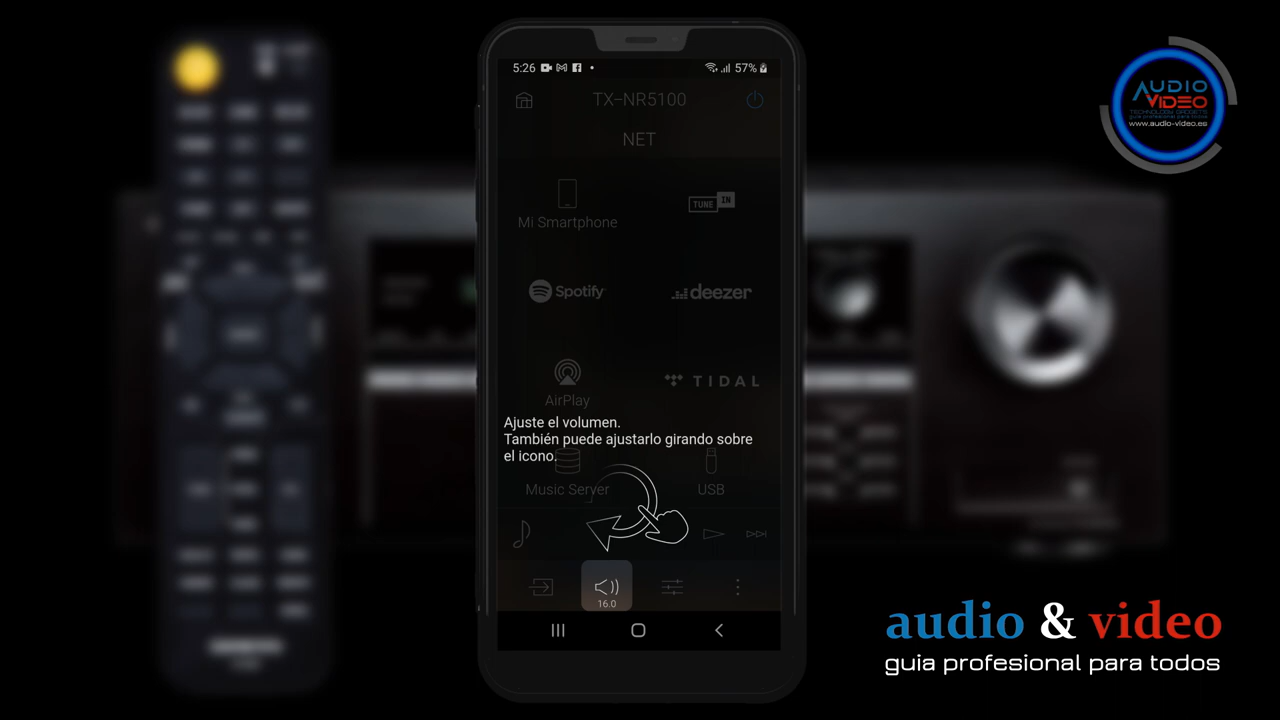 5:26
57%
TX-NR5100
NET
Mi Smartphone
TUNE IN
Spotify
deezer
AirPlay
TIDAL
Ajuste el volumen.
También puede ajustarlo girando sobre
el icono.
Music Server
USB
16.0
AUDIO
VIDEO
www.audio-video.es
audio & video
guia profesional para todos